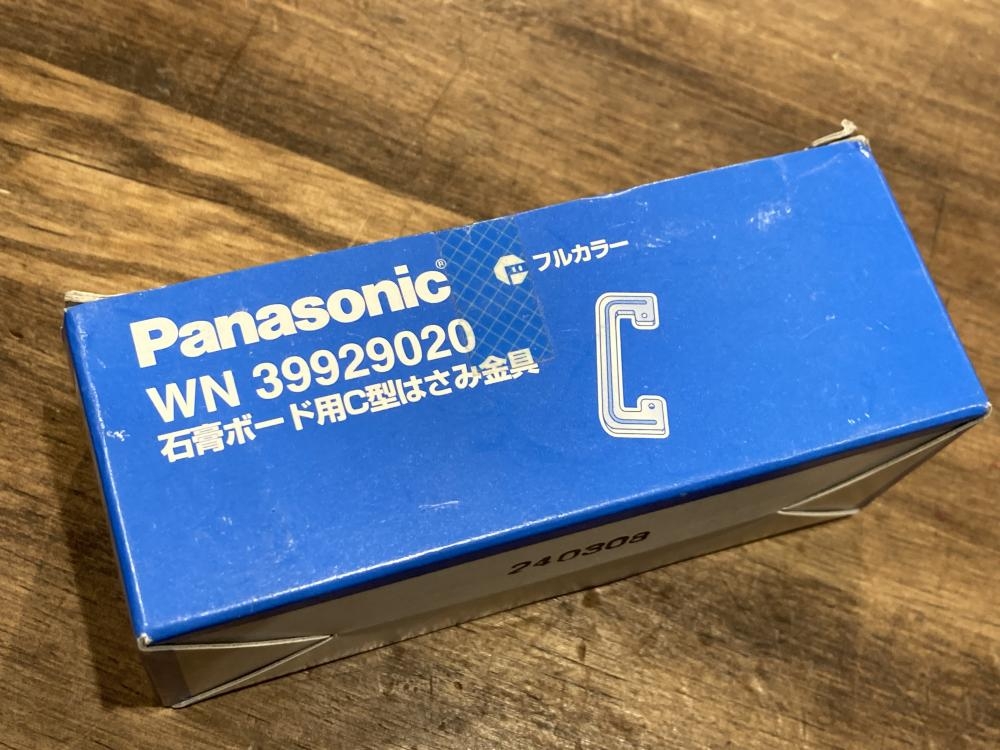 Panasonic®
フルカラー
WN 39929020
石膏ボード用C型はさみ金具
240308